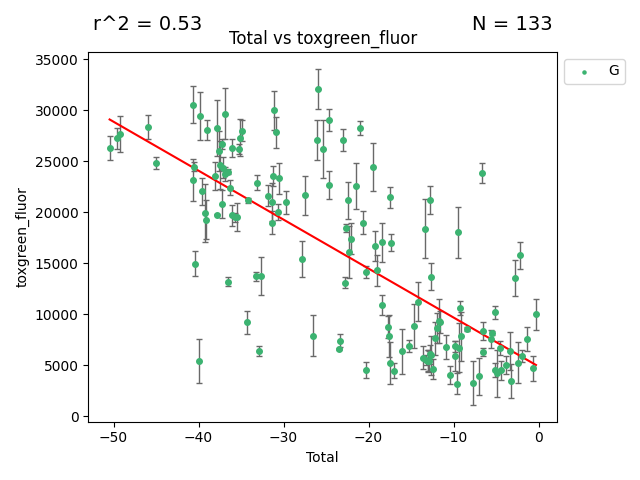 r^2 = 0.53
N = 133
Total vs toxgreen_fluor
G
toxgreen_fluor
35000
30000
25000
20000
15000
10000
5000
0
−50
−40
−30
−20
−10
0
Total